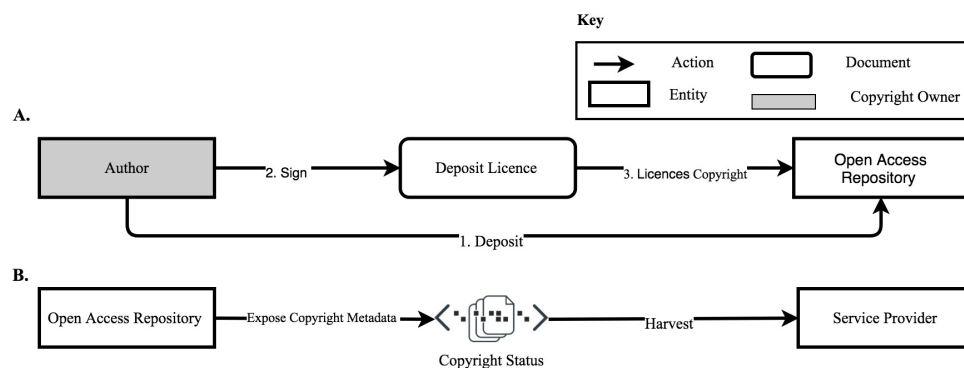 Key
Action
Document
Entity
Copyright Owner
A.
Author
2. Sign
Deposit Licence
3. Licences Copyright
Open Access
Repository
1. Deposit
B.
Open Access Repository
Expose Copyright Metadata
Copyright Status
Harvest
Service Provider